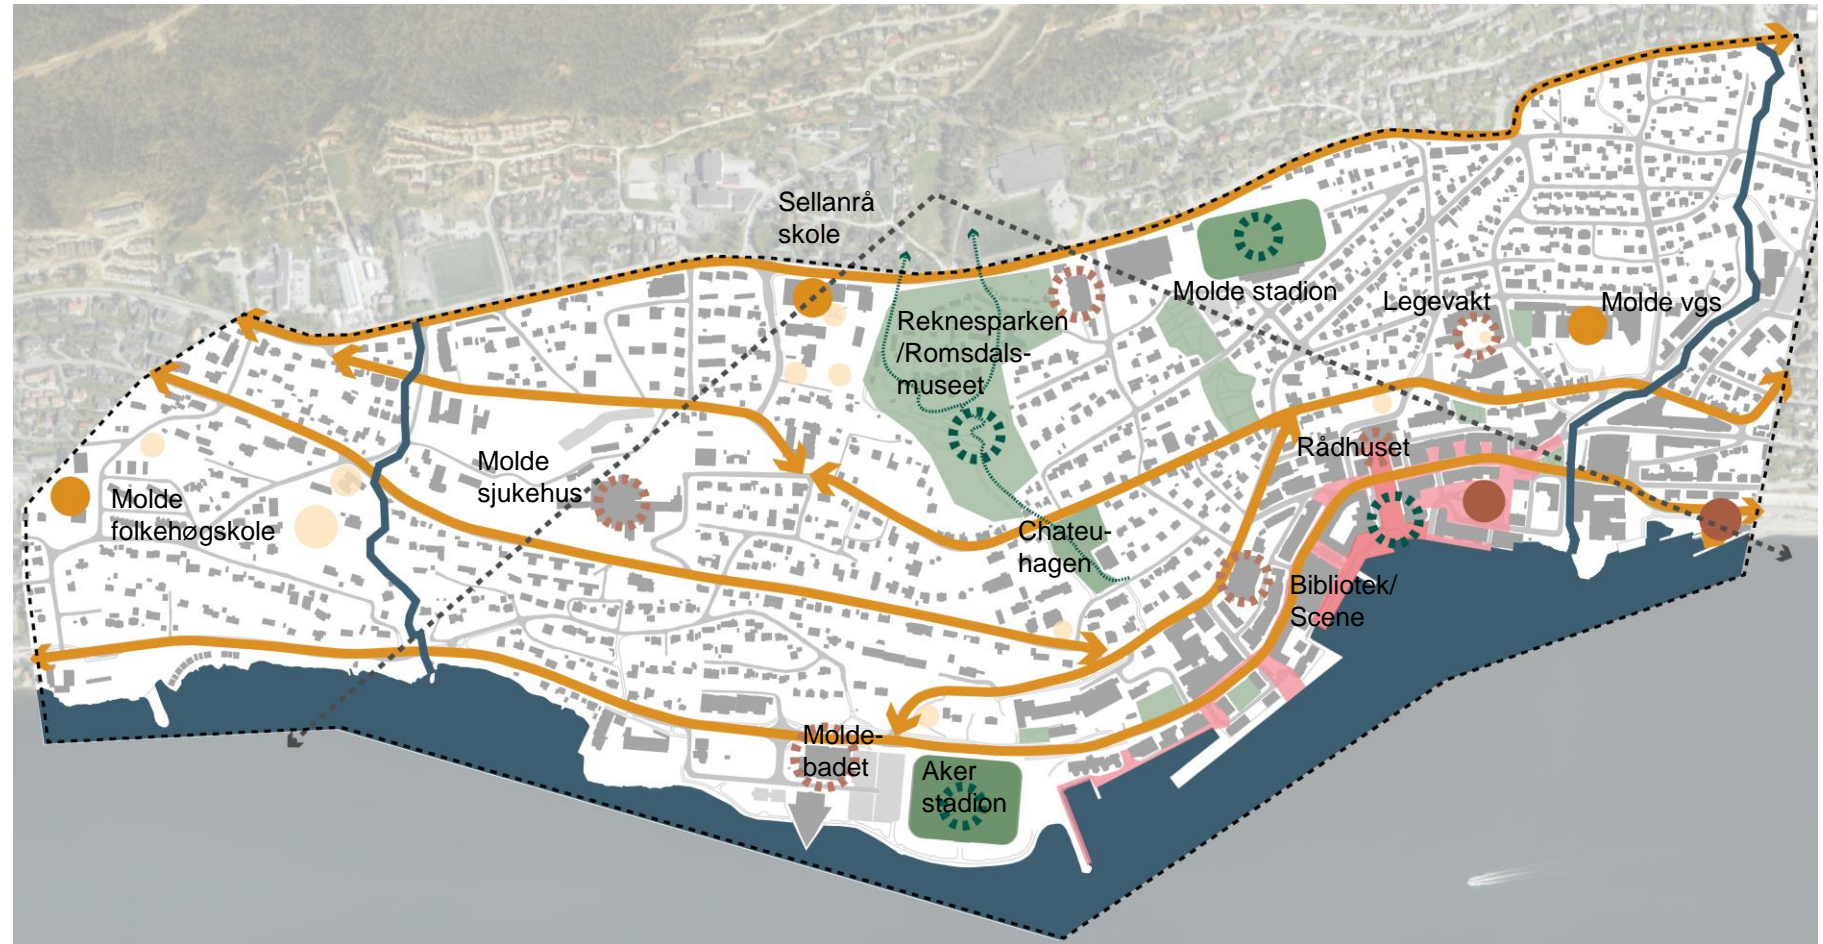 Sellanrå
skole
Molde stadion
Legevakt
Molde vgs
Reknesparken
/Romsdals-
museet
Rådhuset
Molde
sjukehus
Molde
folkehøgskole
Chateu-
hagen
Bibliotek/
Scene
Molde-
badet
Aker
stadion